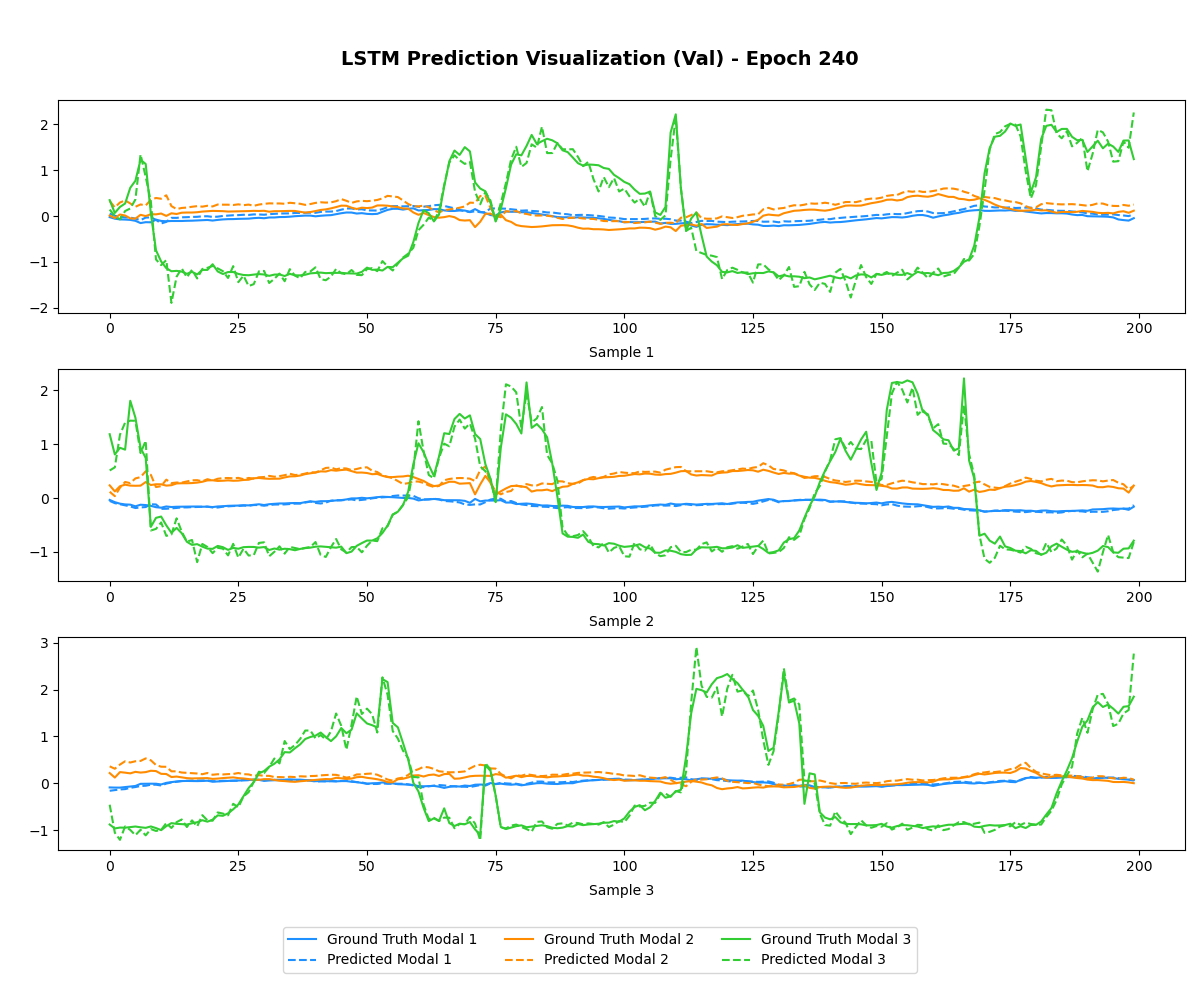 LSTM Prediction Visualization (Val) - Epoch 240
2
1
0
−1
−2
0 25 50 75 100 125 150 175 200
Sample 1
2
1
0
−1
0 25 50 75 100 125 150 175 200
Sample 2
3
2
1
0
−1
0 25 50 75 100 125 150 175 200
Sample 3
Ground Truth Modal 1 Ground Truth Modal 2 Ground Truth Modal 3
Predicted Modal 1 Predicted Modal 2 Predicted Modal 3